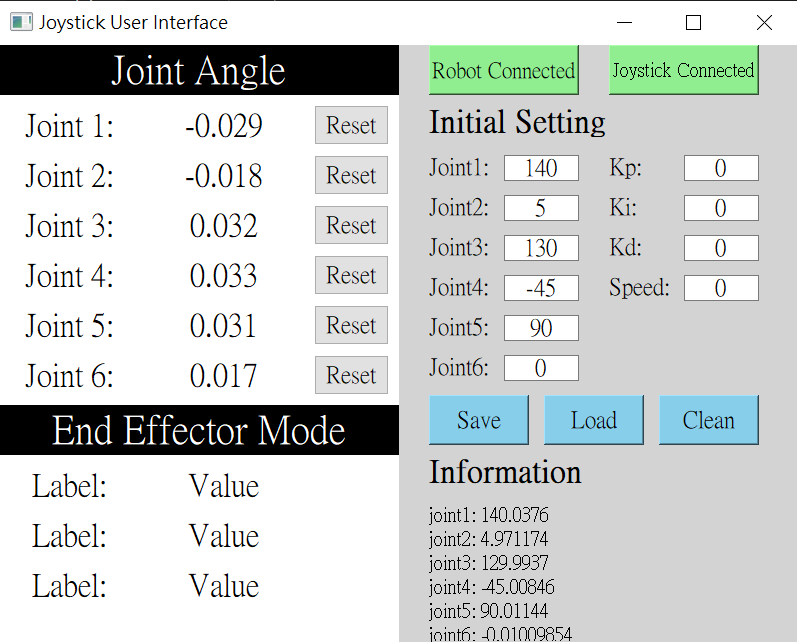 Joystick User Interface
Joint Angle
Joint 1: -0.029 Reset
Joint 2: -0.018 Reset
Joint 3: 0.032 Reset
Joint 4: 0.033 Reset
Joint 5: 0.031 Reset
Joint 6: 0.017 Reset
End Effector Mode
Label: Value
Label: Value
Label: Value
Robot Connected Joystick Connected
Initial Setting
Joint1: 140 Kp: 0
Joint2: 5 Ki: 0
Joint3: 130 Kd: 0
Joint4: -45 Speed: 0
Joint5: 90
Joint6: 0
Save Load Clean
Information
joint1: 140.0376
joint2: 4.971174
joint3: 129.9937
joint4: -45.00846
joint5: 90.01144
joint6: -0.01009854